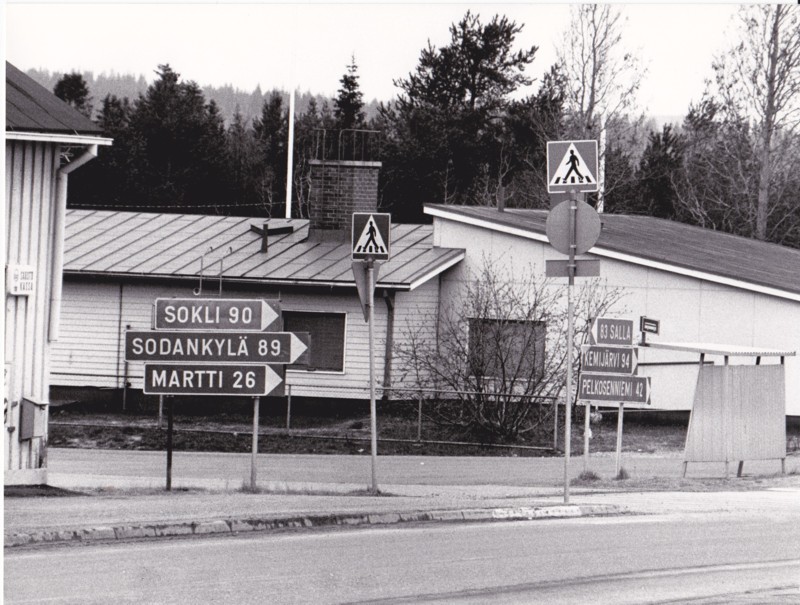 SOKLI 90
SODANKYLÄ 89
MARTTI 26
83 SALLA
KEMIJÄRVI 94
PELKOSENNIEMI 42